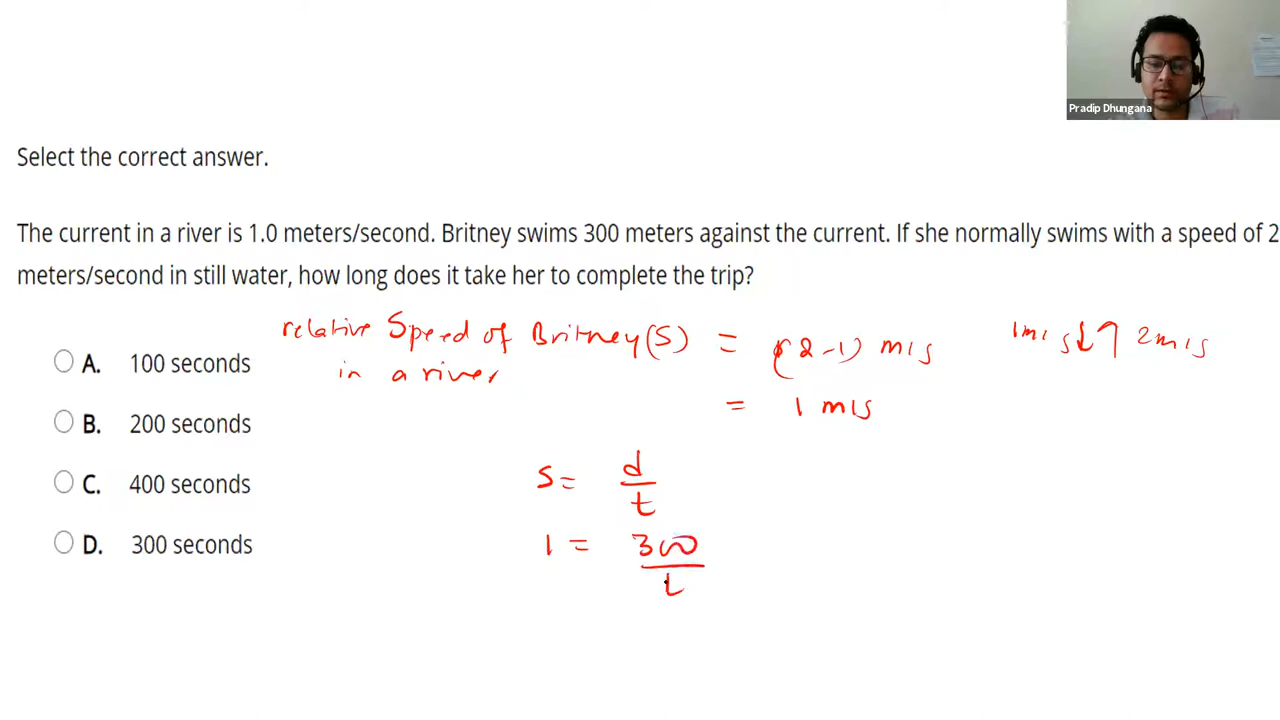 Pradip Dhungana
Select the correct answer.
The current in a river is 1.0 meters/second. Britney swims 300 meters against the current. If she normally swims with a speed of 2
meters/second in still water, how long does it take her to complete the trip?
relative Speed of Britney(S) = (2-1) m/s
in a river
1m/s ↓↑ 2m/s
= 1 m/s
A. 100 seconds
B. 200 seconds
C. 400 seconds
D. 300 seconds
S = d/t
1 = 300/t